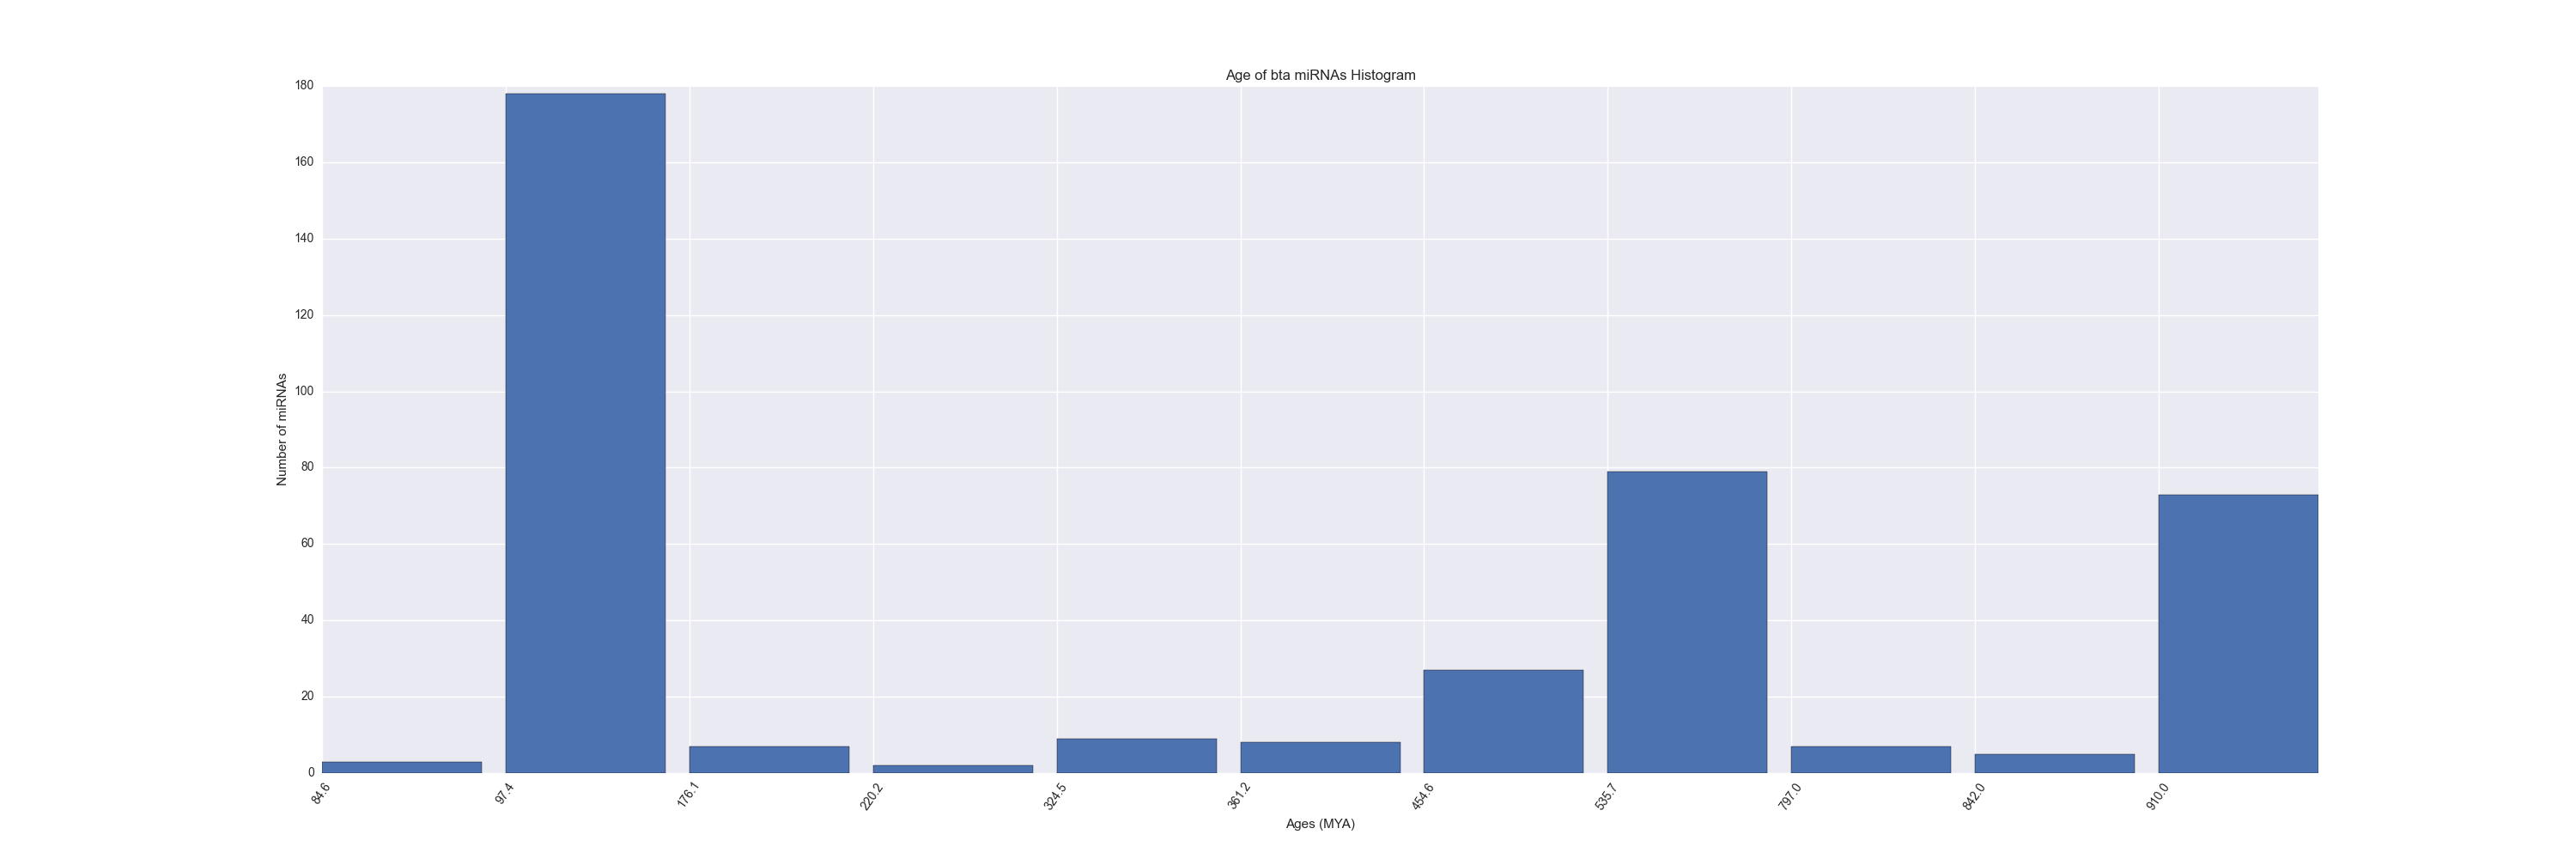 Age of bta miRNAs Histogram
180
160
140
120
100
80
60
40
20
0
Number of miRNAs
84.6 97.4 176.1 220.2 324.5 361.2 454.6 535.7 797.0 842.0 910.0
Ages (MYA)